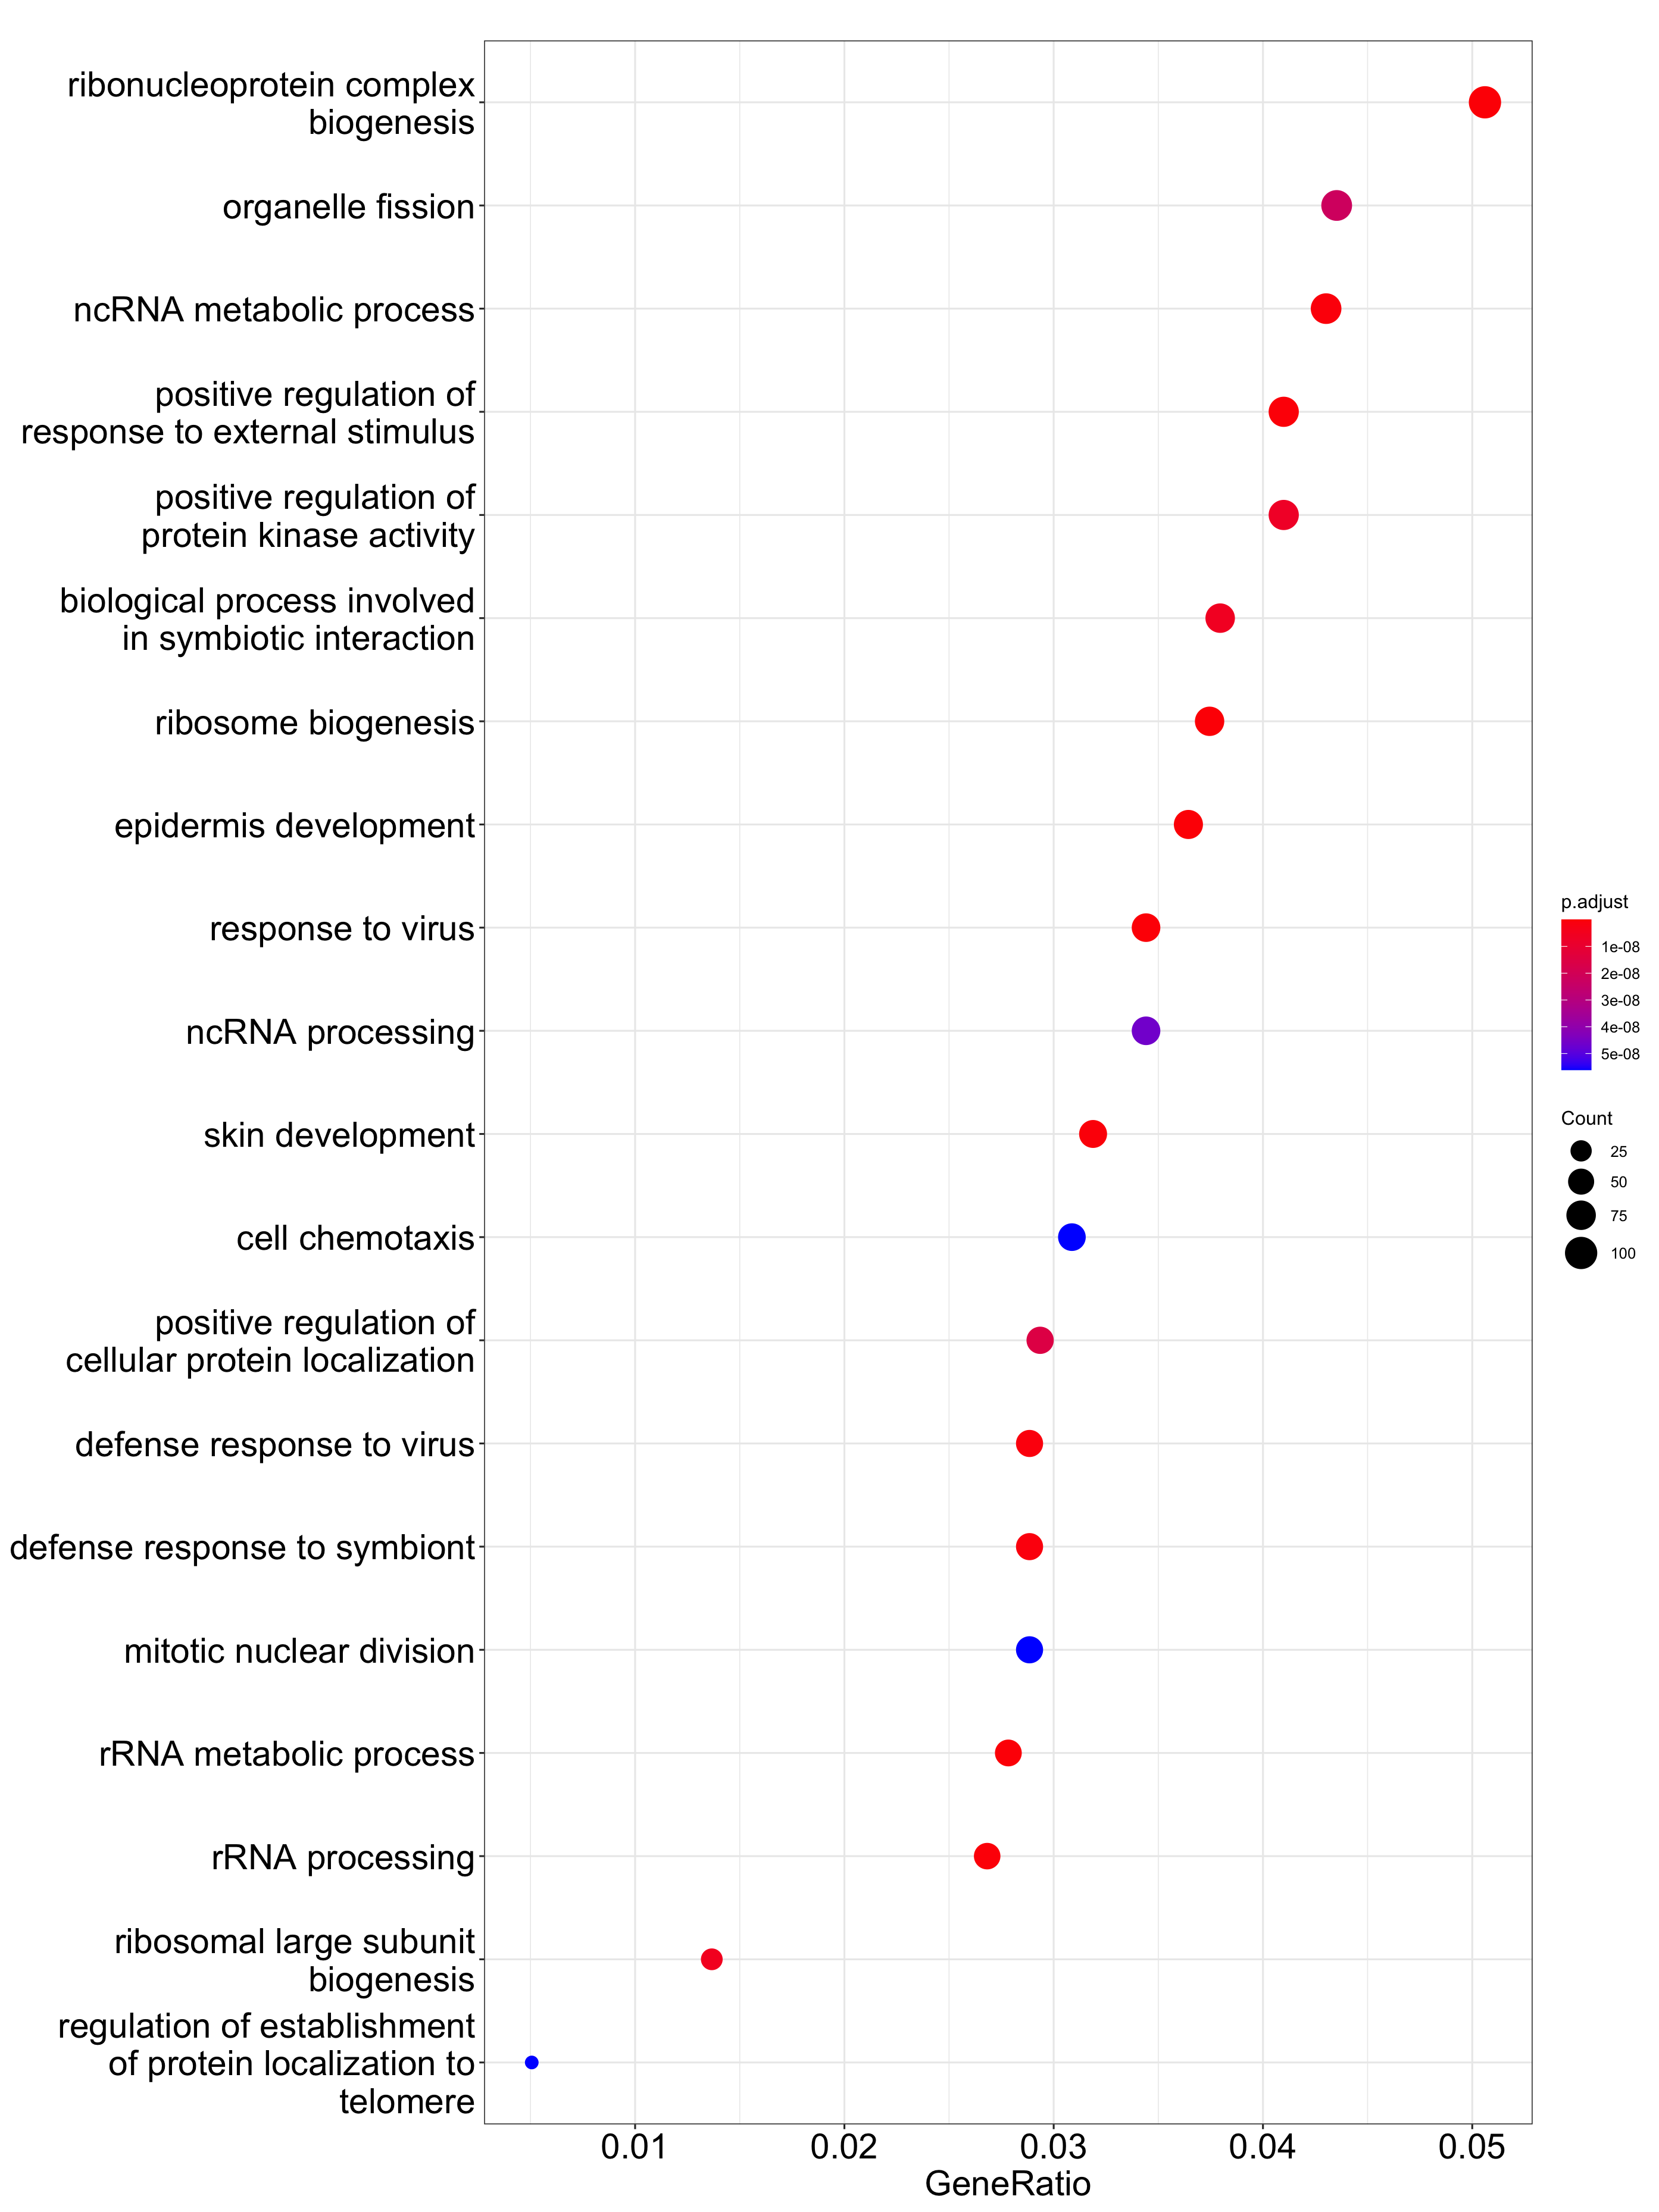 ribonucleoprotein complex
biogenesis
organelle fission
ncRNA metabolic process
positive regulation of
response to external stimulus
positive regulation of
protein kinase activity
biological process involved
in symbiotic interaction
ribosome biogenesis
epidermis development
response to virus
ncRNA processing
skin development
cell chemotaxis
positive regulation of
cellular protein localization
defense response to virus
defense response to symbiont
mitotic nuclear division
rRNA metabolic process
rRNA processing
ribosomal large subunit
biogenesis
regulation of establishment
of protein localization to
telomere
0.01 0.02 0.03 0.04 0.05
GeneRatio
p.adjust
1e-08
2e-08
3e-08
4e-08
5e-08
Count
25
50
75
100